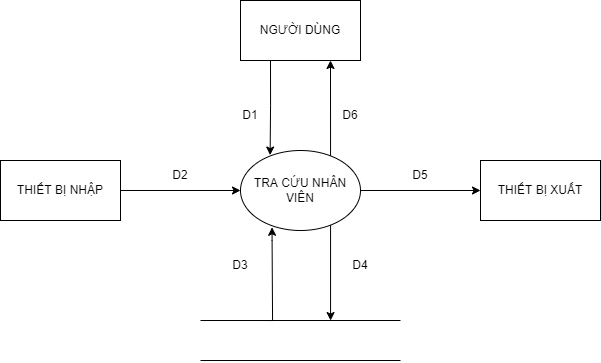 NGƯỜI DÙNG
D1
D6
THIẾT BỊ NHẬP
D2
TRA CỨU NHÂN
VIÊN
D5
THIẾT BỊ XUẤT
D3
D4